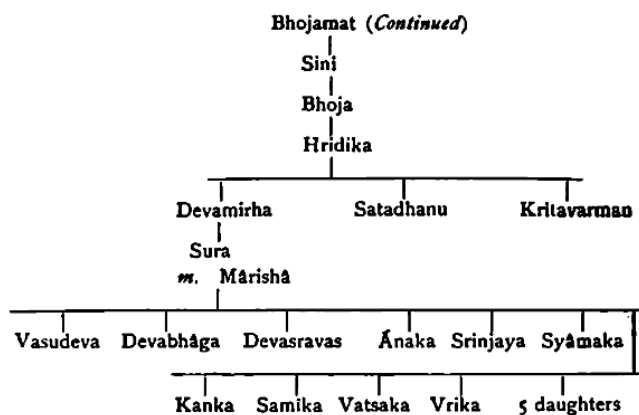 Bhojamat (Continued)
Sini
Bhoja
Hridika
Devamirha Satadhanu Kritavarman
Sura
m. Mârishâ
Vasudeva Devabhâga Devasravas Ánaka Srinjaya Syâmaka
Kanka Samika Vatsaka Vrika 5 daughters